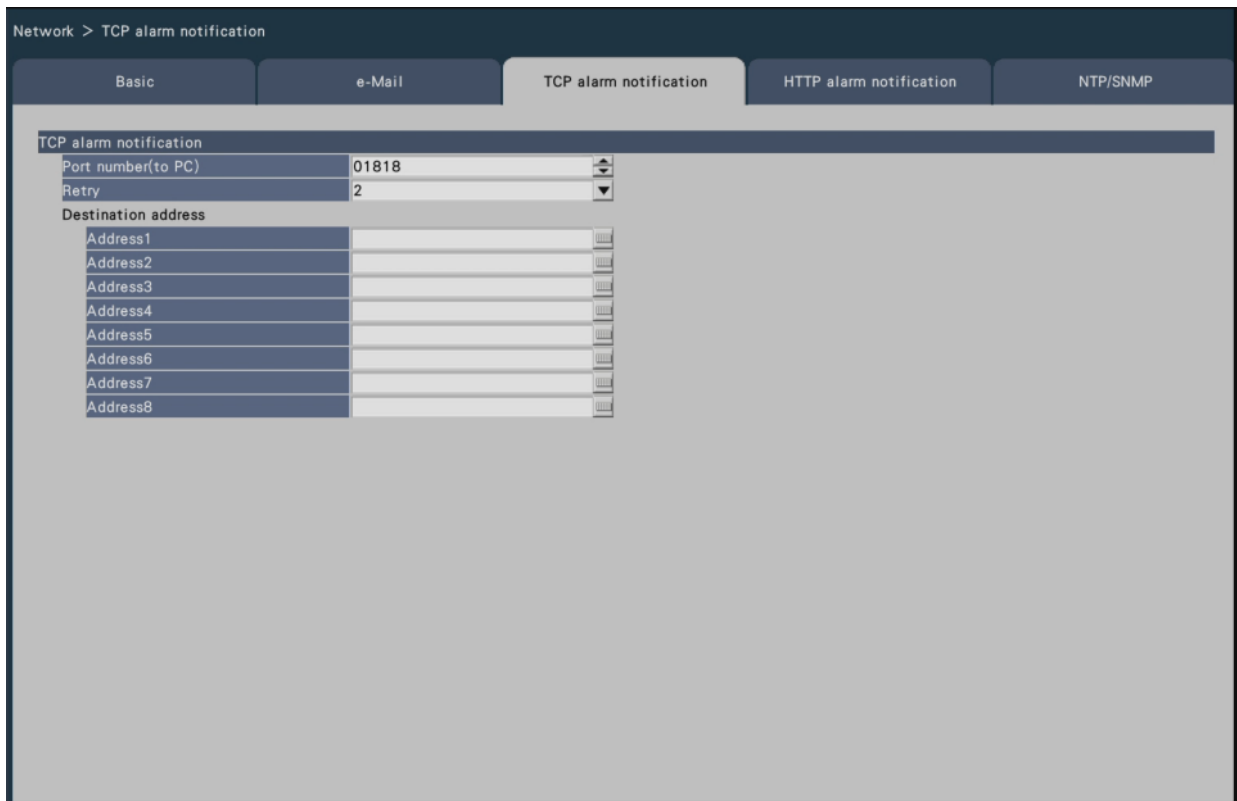 Network > TCP alarm notification
Basic e-Mail TCP alarm notification HTTP alarm notification NTP/SNMP
TCP alarm notification
Port number(to PC) 01818
Retry 2
Destination address
Address1
Address2
Address3
Address4
Address5
Address6
Address7
Address8